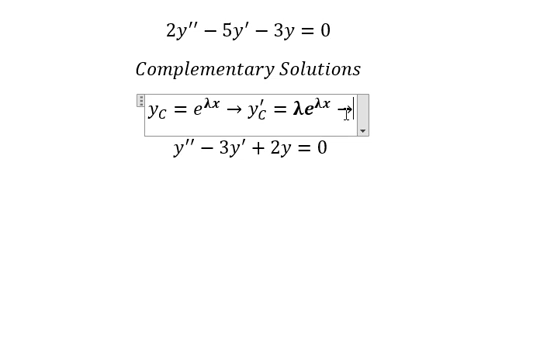 2y′′ − 5y′ − 3y = 0
Complementary Solutions
y_C = e^{λx} → y′_C = λe^{λx} →
y′′ − 3y′ + 2y = 0